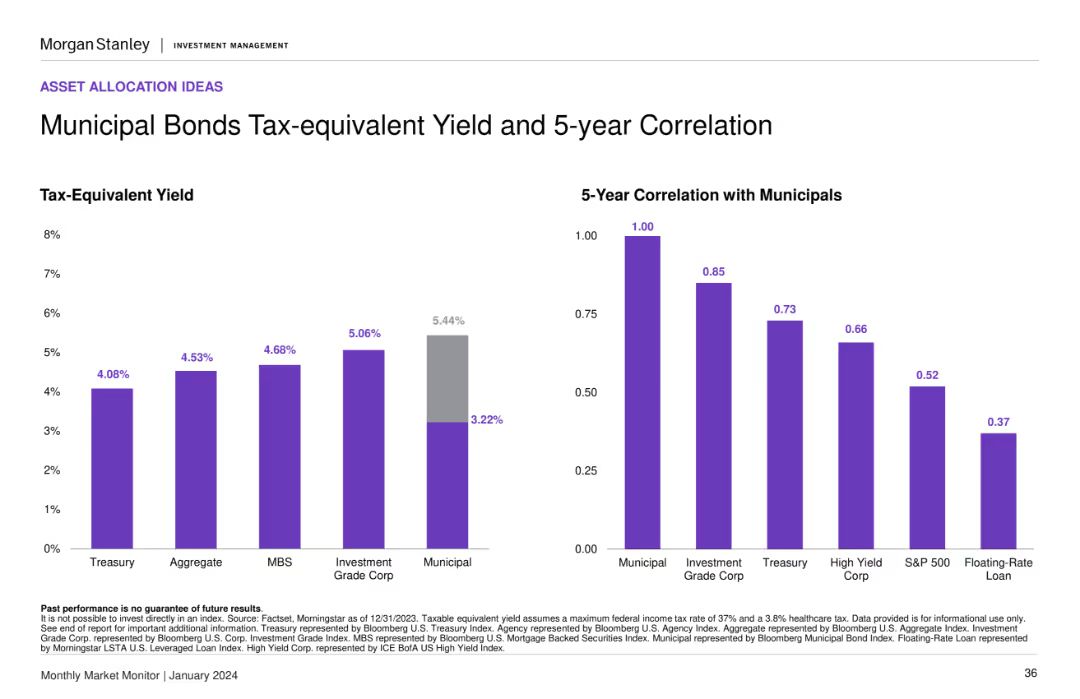 Morgan Stanley | INVESTMENT MANAGEMENT
ASSET ALLOCATION IDEAS
Municipal Bonds Tax-equivalent Yield and 5-year Correlation
Tax-Equivalent Yield
8%
7%
6%
5%
4%
3%
2%
1%
0%
4.08%
4.53%
4.68%
5.06%
5.44%
3.22%
Treasury
Aggregate
MBS
Investment
Grade Corp
Municipal
5-Year Correlation with Municipals
1.00
0.75
0.50
0.25
0.00
1.00
0.85
0.73
0.66
0.52
0.37
Municipal
Investment
Grade Corp
Treasury
High Yield
Corp
S&P 500
Floating-Rate
Loan
Past performance is no guarantee of future results.
It is not possible to invest directly in an index. Source: Factset, Morningstar as of 12/31/2023. Taxable equivalent yield assumes a maximum federal income tax rate of 37% and a 3.8% healthcare tax. Data provided is for informational use only.
See end of report for important additional information. Treasury represented by Bloomberg U.S. Treasury Index. Agency represented by Bloomberg U.S. Agency Index. Aggregate represented by Bloomberg U.S. Aggregate Index. Investment
Grade Corp. represented by Bloomberg U.S. Corp. Investment Grade Index. MBS represented by Bloomberg U.S. Mortgage Backed Securities Index. Municipal represented by Bloomberg Municipal Bond Index. Floating-Rate Loan represented
by Morningstar LSTA U.S. Leveraged Loan Index. High Yield Corp. represented by ICE BofA US High Yield Index.
Monthly Market Monitor | January 2024
36